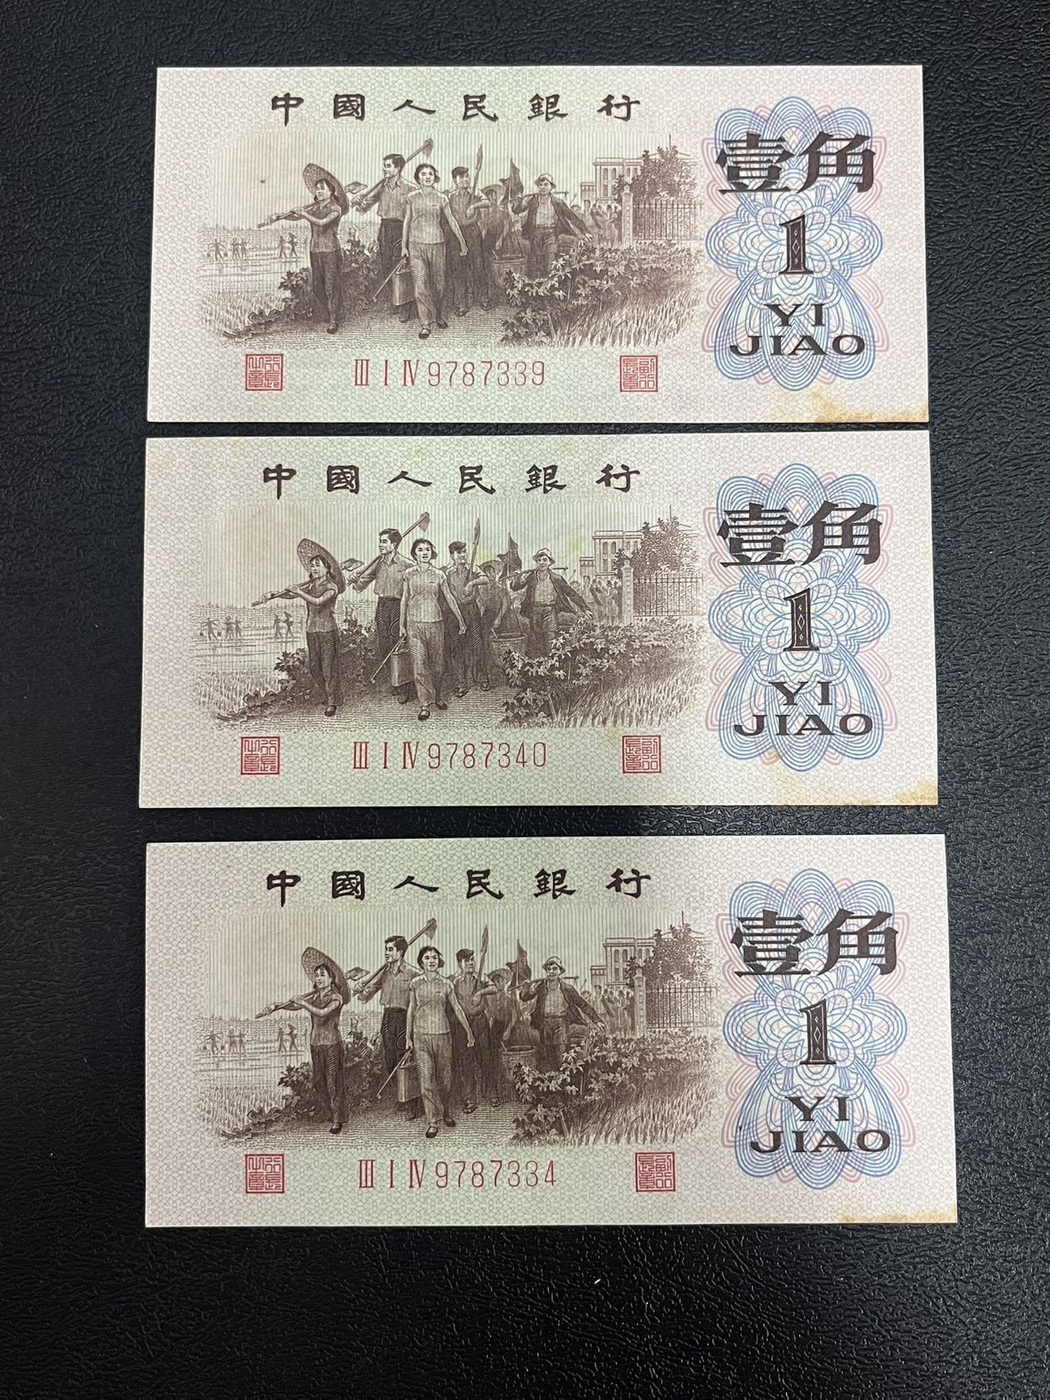 中國人民銀行
壹角
1
YI
JIAO
Ⅲ Ⅰ Ⅳ 9787339
中國人民銀行
壹角
1
YI
JIAO
Ⅲ Ⅰ Ⅳ 9787340
中國人民銀行
壹角
1
YI
JIAO
Ⅲ Ⅰ Ⅳ 9787334